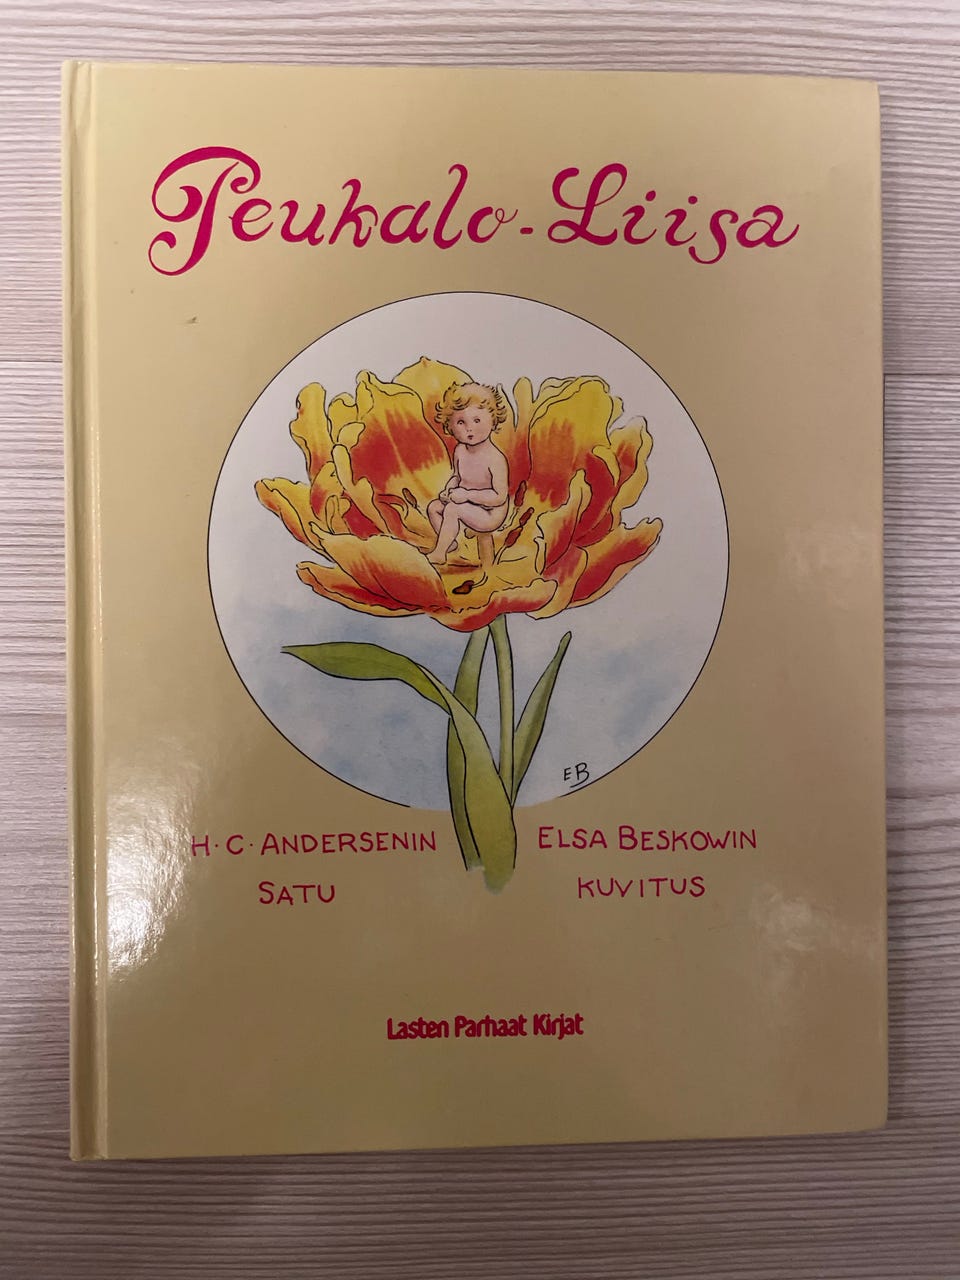 Peukalo-Liisa
EB
H·C·ANDERSENIN
SATU
ELSA BESKOWIN
KUVITUS
Lasten Parhaat Kirjat